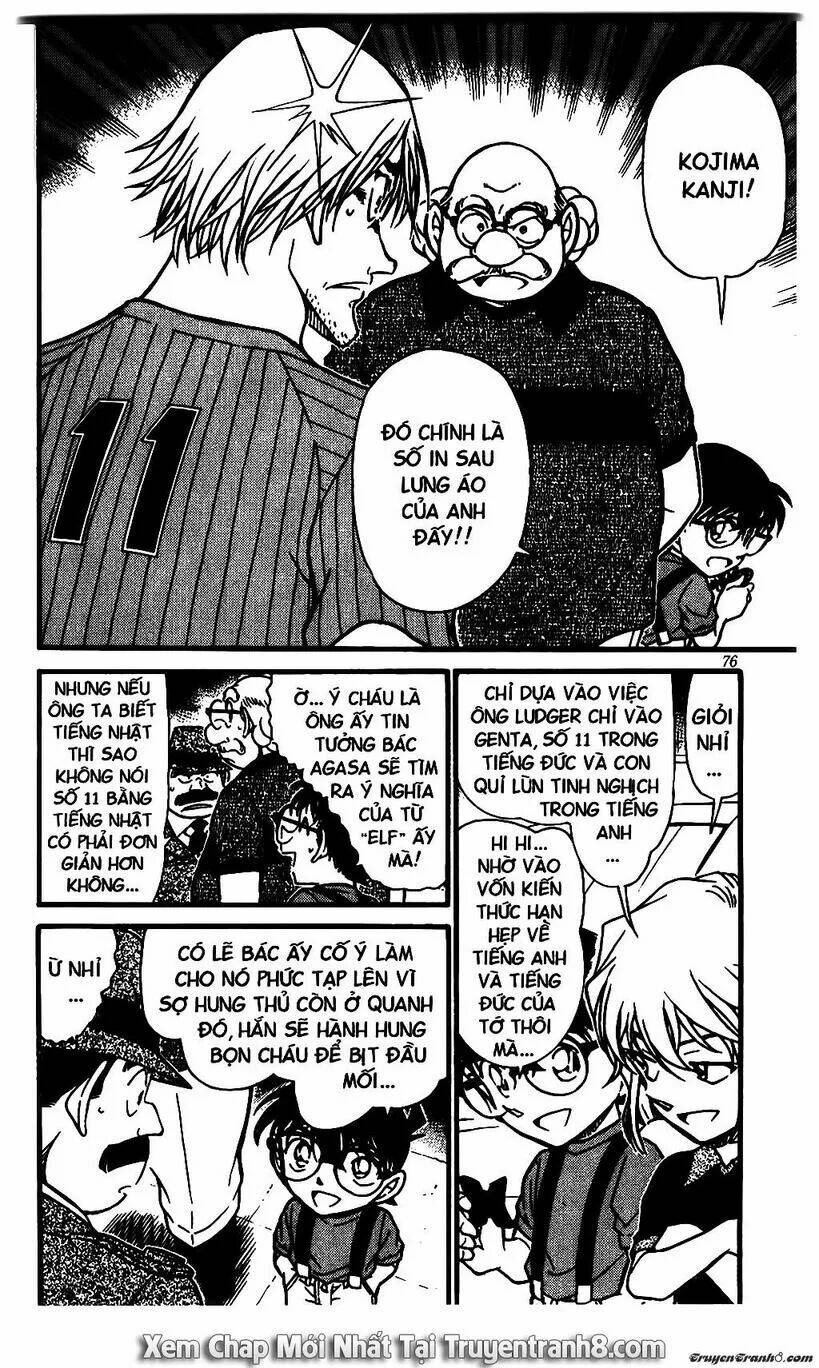 KOJIMA
KANJI!
ĐÓ CHÍNH LÀ
SỐ IN SAU
LƯNG ÁO
CỦA ANH
ĐẤY!!
11
76
GIỎI
NHỈ
...
CHỈ DỰA VÀO VIỆC
ÔNG LUDGER CHỈ VÀO
GENTA, SỐ 11 TRONG
TIẾNG ĐỨC VÀ CON
QUỈ LÙN TINH NGHỊCH
TRONG TIẾNG
ANH
...
HI HI...
NHỜ VÀO
VỐN KIẾN
THỨC HẠN
HẸP VỀ
TIẾNG ANH
VÀ TIẾNG
ĐỨC CỦA
TỚ THÔI
MÀ...
Ờ... Ý CHÁU LÀ
ÔNG ẤY TIN
TƯỞNG BÁC
AGASA SẼ TÌM
RA Ý NGHĨA
CỦA TỪ
"ELF" ẤY
MÀ!
NHƯNG NẾU
ÔNG TA BIẾT
TIẾNG NHẬT
THÌ SAO
KHÔNG NÓI
SỐ 11 BẰNG
TIẾNG NHẬT
CÓ PHẢI ĐƠN
GIẢN HƠN
KHÔNG...
CÓ LẼ BÁC ẤY CỐ Ý LÀM
CHO NÓ PHỨC TẠP LÊN VÌ
SỢ HUNG THỦ CÒN Ở QUANH
ĐÓ, HẮN SẼ HÀNH HUNG
BỌN CHÁU ĐỂ BỊT ĐẦU
MỐI...
Ừ NHỈ
...
Xem Chap Mới Nhất Tại Truyentranh8.com
TruyenTranh8.com